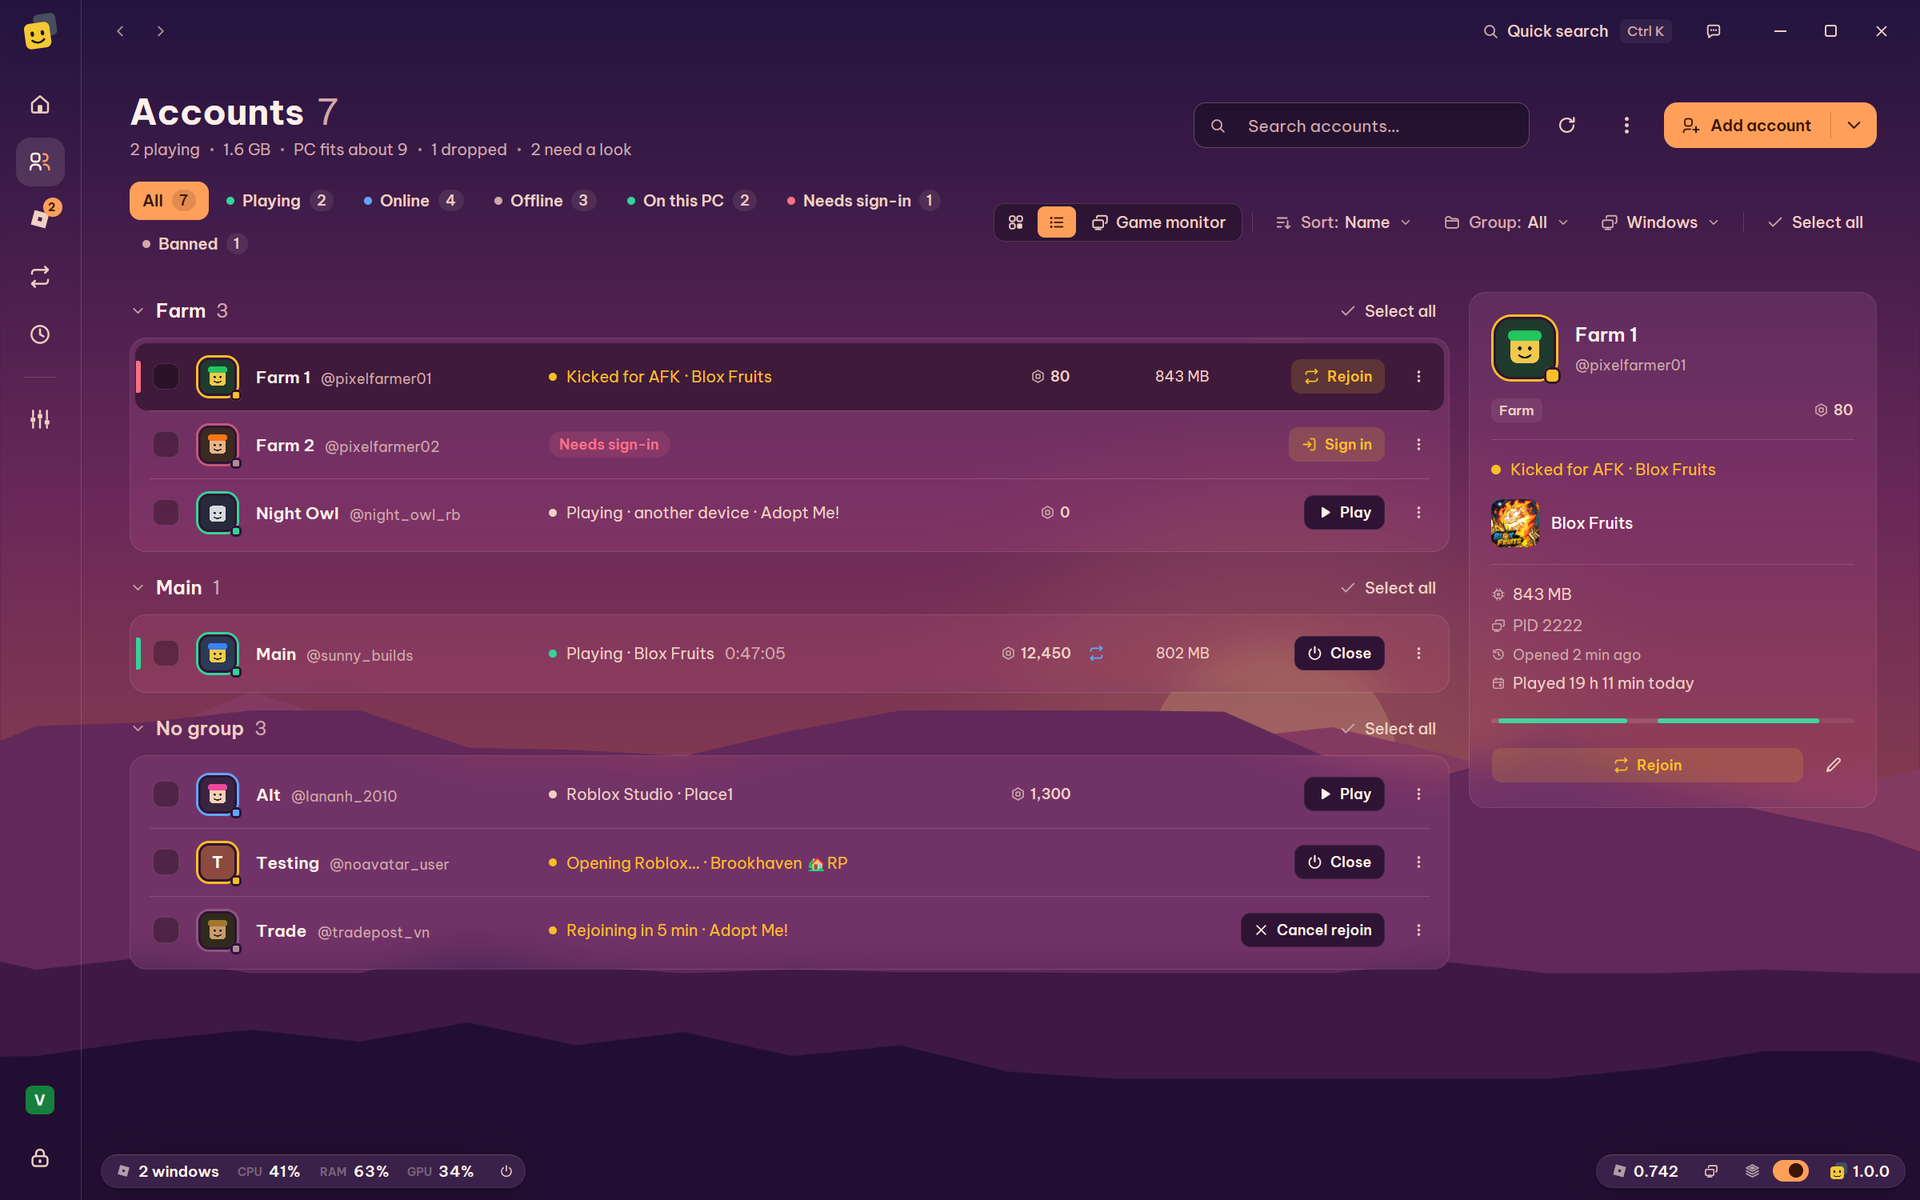 Quick search Ctrl K
Accounts 7
2 playing • 1.6 GB • PC fits about 9 • 1 dropped • 2 need a look
Search accounts...
Add account
2
All 7 Playing 2 Online 4 Offline 3 On this PC 2 Needs sign-in 1
Banned 1
Game monitor Sort: Name Group: All Windows Select all
Farm 3 Select all
Farm 1 @pixelfarmer01 Kicked for AFK · Blox Fruits 80 843 MB Rejoin
Farm 2 @pixelfarmer02 Needs sign-in Sign in
Night Owl @night_owl_rb Playing · another device · Adopt Me! 0 Play
Main 1 Select all
Main @sunny_builds Playing · Blox Fruits 0:47:05 12,450 802 MB Close
No group 3 Select all
Alt @lananh_2010 Roblox Studio · Place1 1,300 Play
T Testing @noavatar_user Opening Roblox... · Brookhaven 🏡 RP Close
Trade @tradepost_vn Rejoining in 5 min · Adopt Me! Cancel rejoin
Farm 1
@pixelfarmer01
Farm 80
Kicked for AFK · Blox Fruits
BLOX FRUITS
Blox Fruits
843 MB
PID 2222
Opened 2 min ago
Played 19 h 11 min today
Rejoin
V
2 windows CPU 41% RAM 63% GPU 34%
0.742 1.0.0